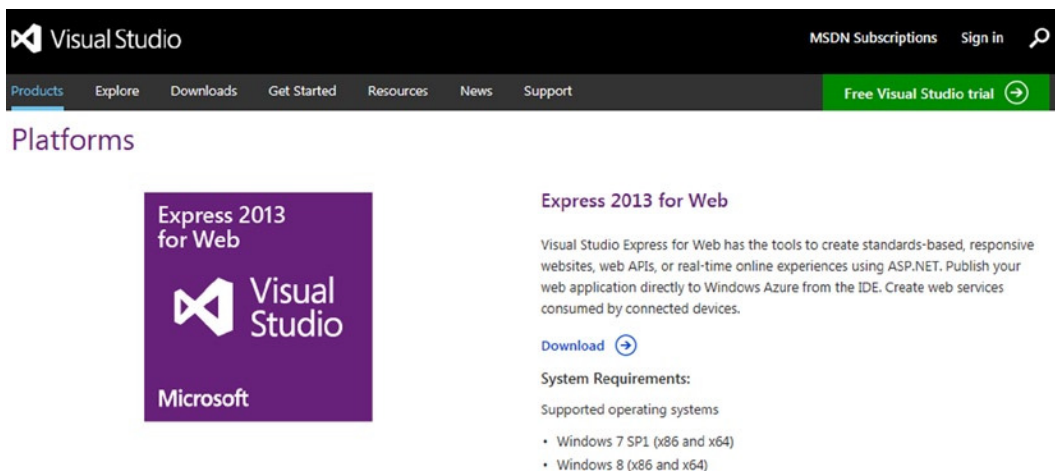 Visual Studio
MSDN Subscriptions Sign in
Products Explore Downloads Get Started Resources News Support
Free Visual Studio trial
Platforms
Express 2013
for Web
Visual
Studio
Microsoft
Express 2013 for Web
Visual Studio Express for Web has the tools to create standards-based, responsive
websites, web APIs, or real-time online experiences using ASP.NET. Publish your
web application directly to Windows Azure from the IDE. Create web services
consumed by connected devices.
Download
System Requirements:
Supported operating systems
• Windows 7 SP1 (x86 and x64)
• Windows 8 (x86 and x64)